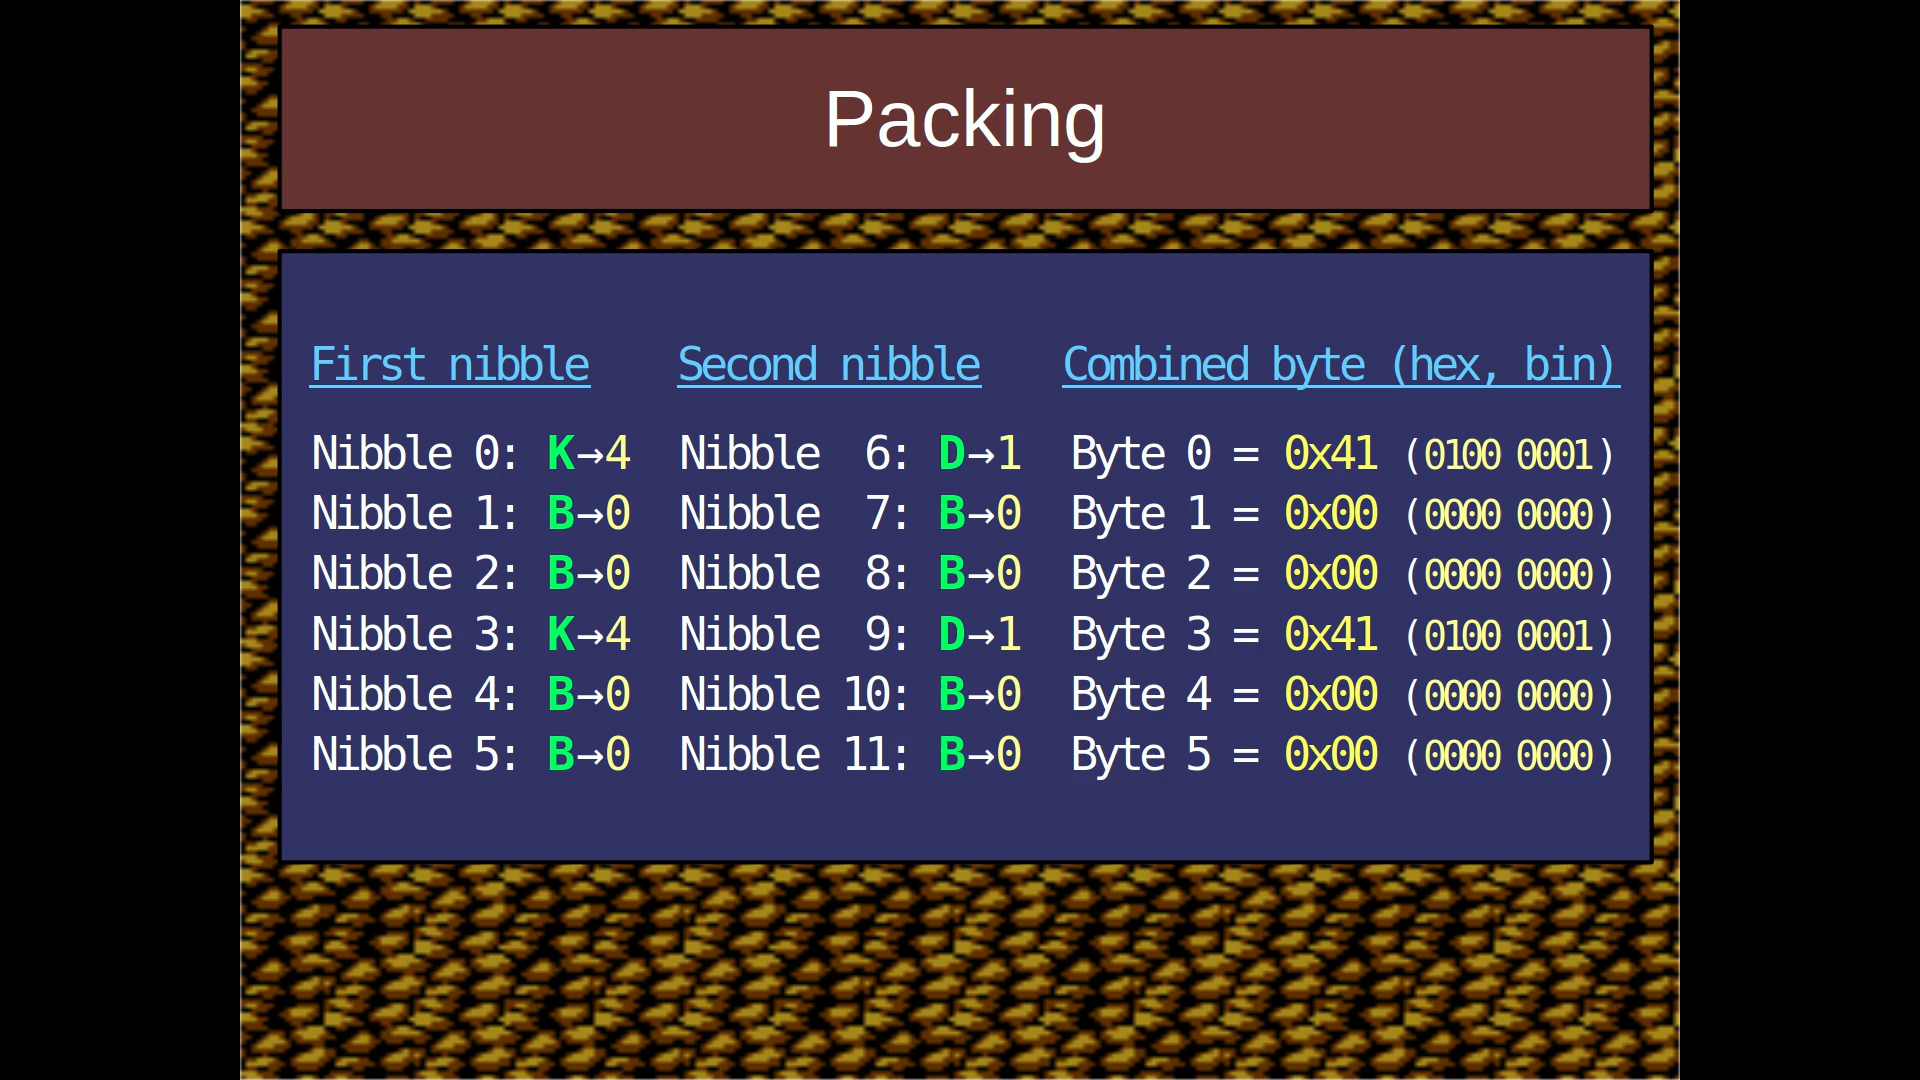 Packing
First nibble Second nibble Combined byte (hex, bin)
Nibble 0: K→4 Nibble 6: D→1 Byte 0 = 0x41 (0100 0001)
Nibble 1: B→0 Nibble 7: B→0 Byte 1 = 0x00 (0000 0000)
Nibble 2: B→0 Nibble 8: B→0 Byte 2 = 0x00 (0000 0000)
Nibble 3: K→4 Nibble 9: D→1 Byte 3 = 0x41 (0100 0001)
Nibble 4: B→0 Nibble 10: B→0 Byte 4 = 0x00 (0000 0000)
Nibble 5: B→0 Nibble 11: B→0 Byte 5 = 0x00 (0000 0000)